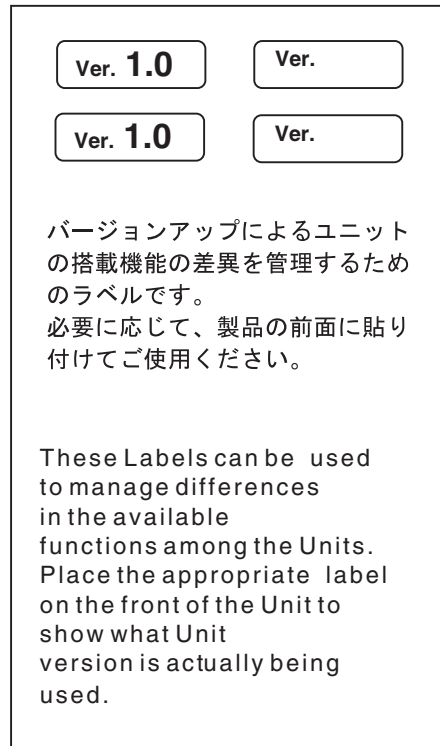 Ver. 1.0 Ver.
Ver. 1.0 Ver.
バージョンアップによるユニット
の搭載機能の差異を管理するため
のラベルです。
必要に応じて、製品の前面に貼り
付けてご使用ください。
These Labels can be used
to manage differences
in the available
functions among the Units.
Place the appropriate label
on the front of the Unit to
show what Unit
version is actually being
used.